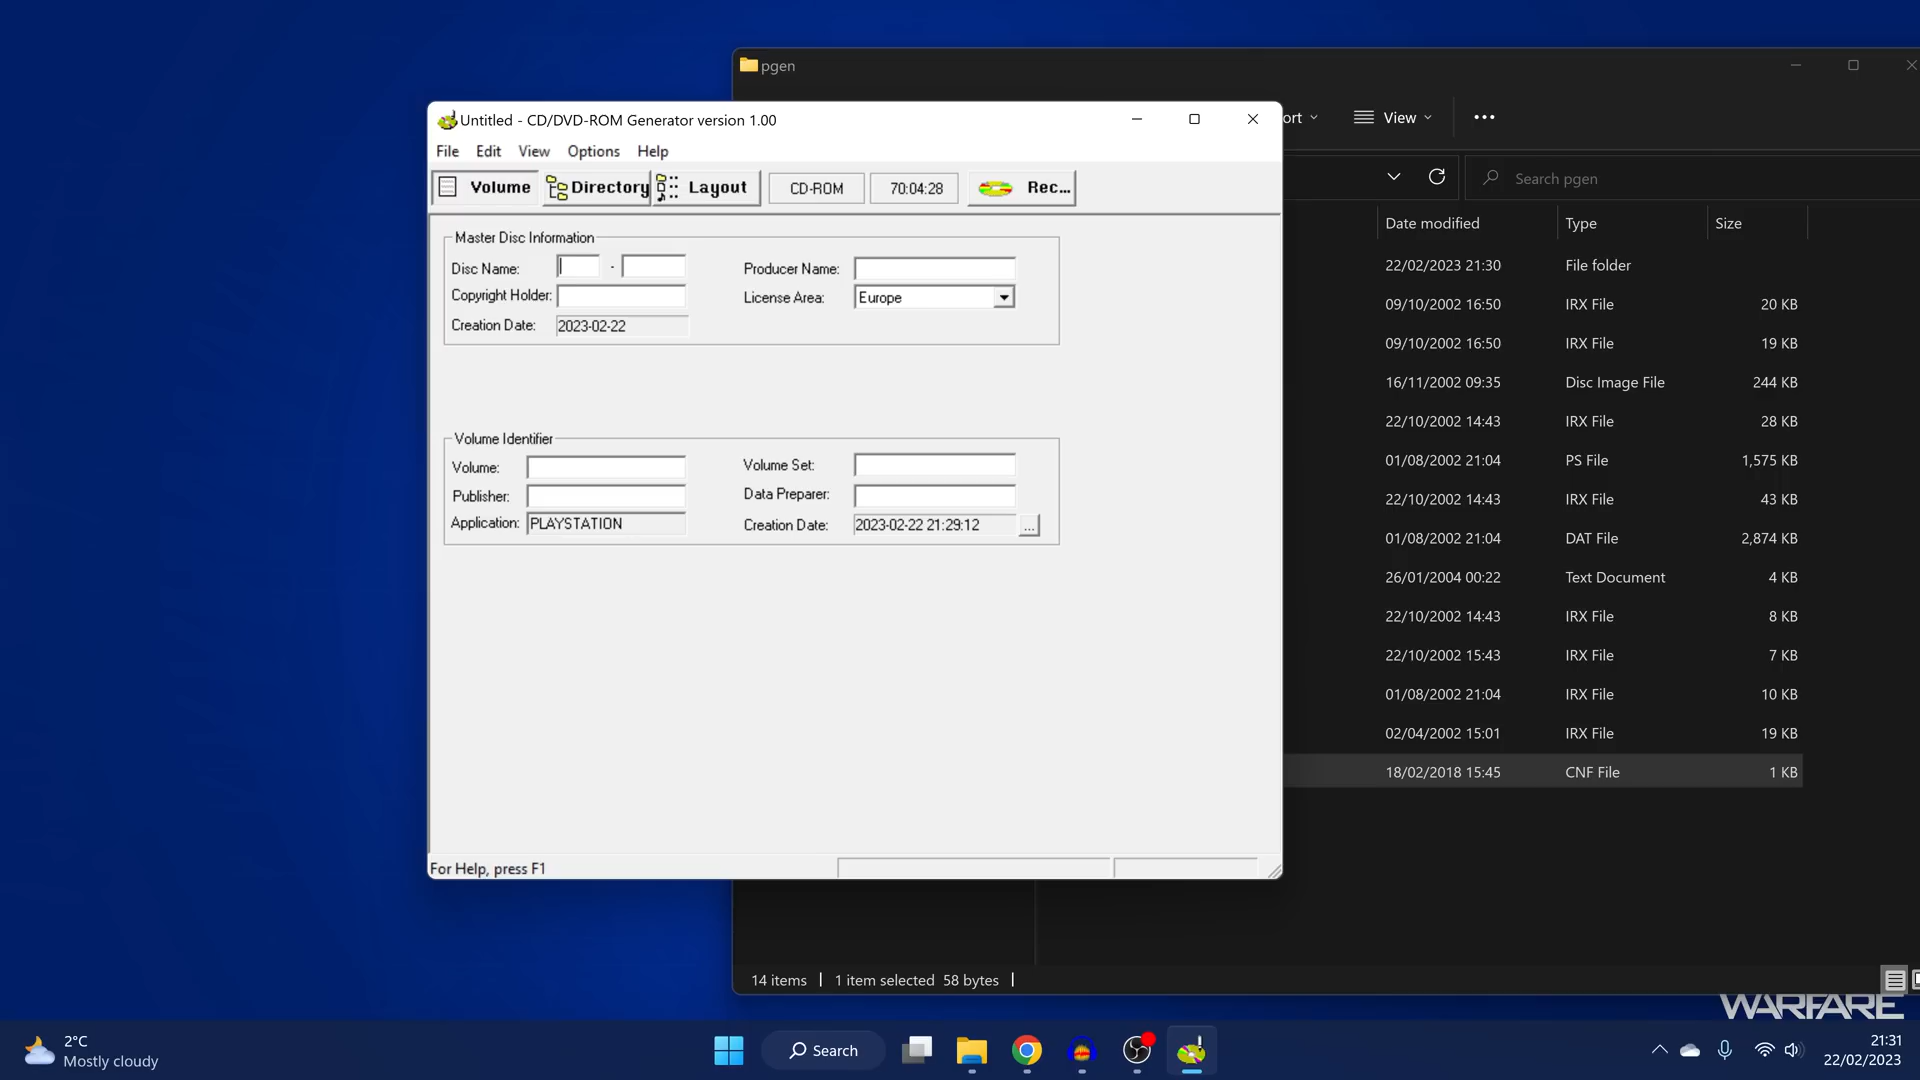 pgen
Untitled - CD/DVD-ROM Generator version 1.00
ort
View
File Edit View Options Help
Volume Directory Layout CD-ROM 70:04:28 Rec...
Search pgen
Master Disc Information
Disc Name: - Producer Name:
Copyright Holder: License Area: Europe
Creation Date: 2023-02-22
Volume Identifier
Volume: Volume Set:
Publisher: Data Preparer:
Application: PLAYSTATION Creation Date: 2023-02-22 21:29:12 ...
For Help, press F1
Date modified Type Size
22/02/2023 21:30 File folder
09/10/2002 16:50 IRX File 20 KB
09/10/2002 16:50 IRX File 19 KB
16/11/2002 09:35 Disc Image File 244 KB
22/10/2002 14:43 IRX File 28 KB
01/08/2002 21:04 PS File 1,575 KB
22/10/2002 14:43 IRX File 43 KB
01/08/2002 21:04 DAT File 2,874 KB
26/01/2004 00:22 Text Document 4 KB
22/10/2002 14:43 IRX File 8 KB
22/10/2002 15:43 IRX File 7 KB
01/08/2002 21:04 IRX File 10 KB
02/04/2002 15:01 IRX File 19 KB
18/02/2018 15:45 CNF File 1 KB
14 items 1 item selected 58 bytes
WARFARE
2°C
Mostly cloudy
Search
21:31
22/02/2023